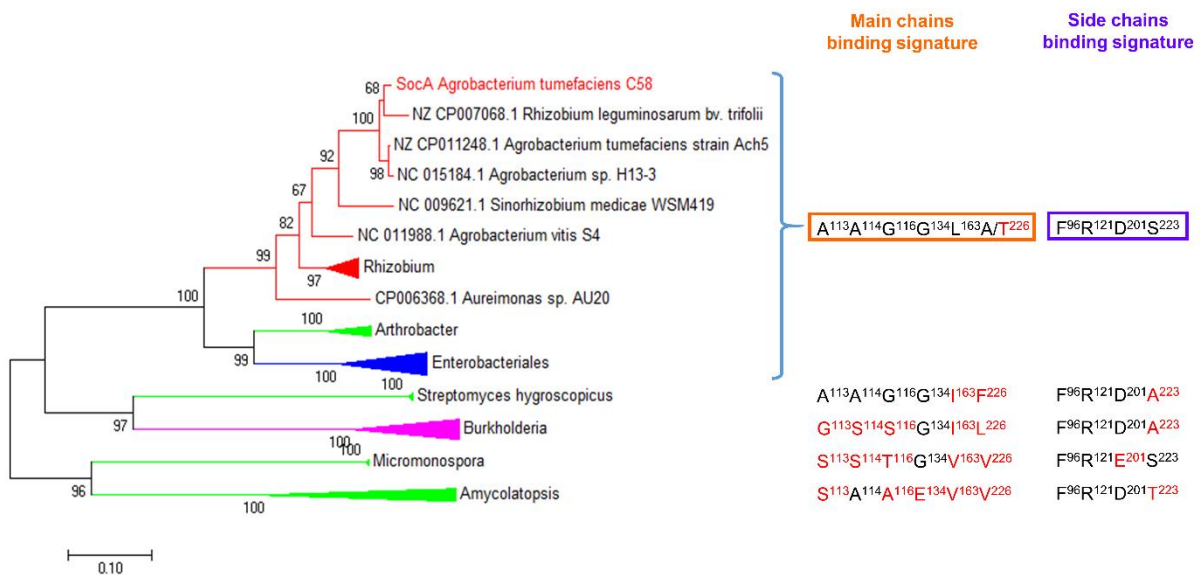 Main chains
binding signature
Side chains
binding signature
SocA Agrobacterium tumefaciens C58
68
NZ CP007068.1 Rhizobium leguminosarum bv. trifolii
100
NZ CP011248.1 Agrobacterium tumefaciens strain Ach5
92
98
NC 015184.1 Agrobacterium sp. H13-3
67
NC 009621.1 Sinorhizobium medicae WSM419
82
NC 011988.1 Agrobacterium vitis S4
A¹¹³A¹¹⁴G¹¹⁶G¹³⁴L¹⁶³A/T²²⁶
F⁹⁶R¹²¹D²⁰¹S²²³
99
Rhizobium
97
100
CP006368.1 Aureimonas sp. AU20
100
Arthrobacter
99
Enterobacteriales
100
100
Streptomyces hygroscopicus
A¹¹³A¹¹⁴G¹¹⁶G¹³⁴I¹⁶³F²²⁶
F⁹⁶R¹²¹D²⁰¹A²²³
97
Burkholderia
G¹¹³S¹¹⁴S¹¹⁶G¹³⁴I¹⁶³L²²⁶
F⁹⁶R¹²¹D²⁰¹A²²³
100
100
Micromonospora
S¹¹³S¹¹⁴T¹¹⁶G¹³⁴V¹⁶³V²²⁶
F⁹⁶R¹²¹E²⁰¹S²²³
96
Amycolatopsis
S¹¹³A¹¹⁴A¹¹⁶E¹³⁴V¹⁶³V²²⁶
F⁹⁶R¹²¹D²⁰¹T²²³
100
0.10